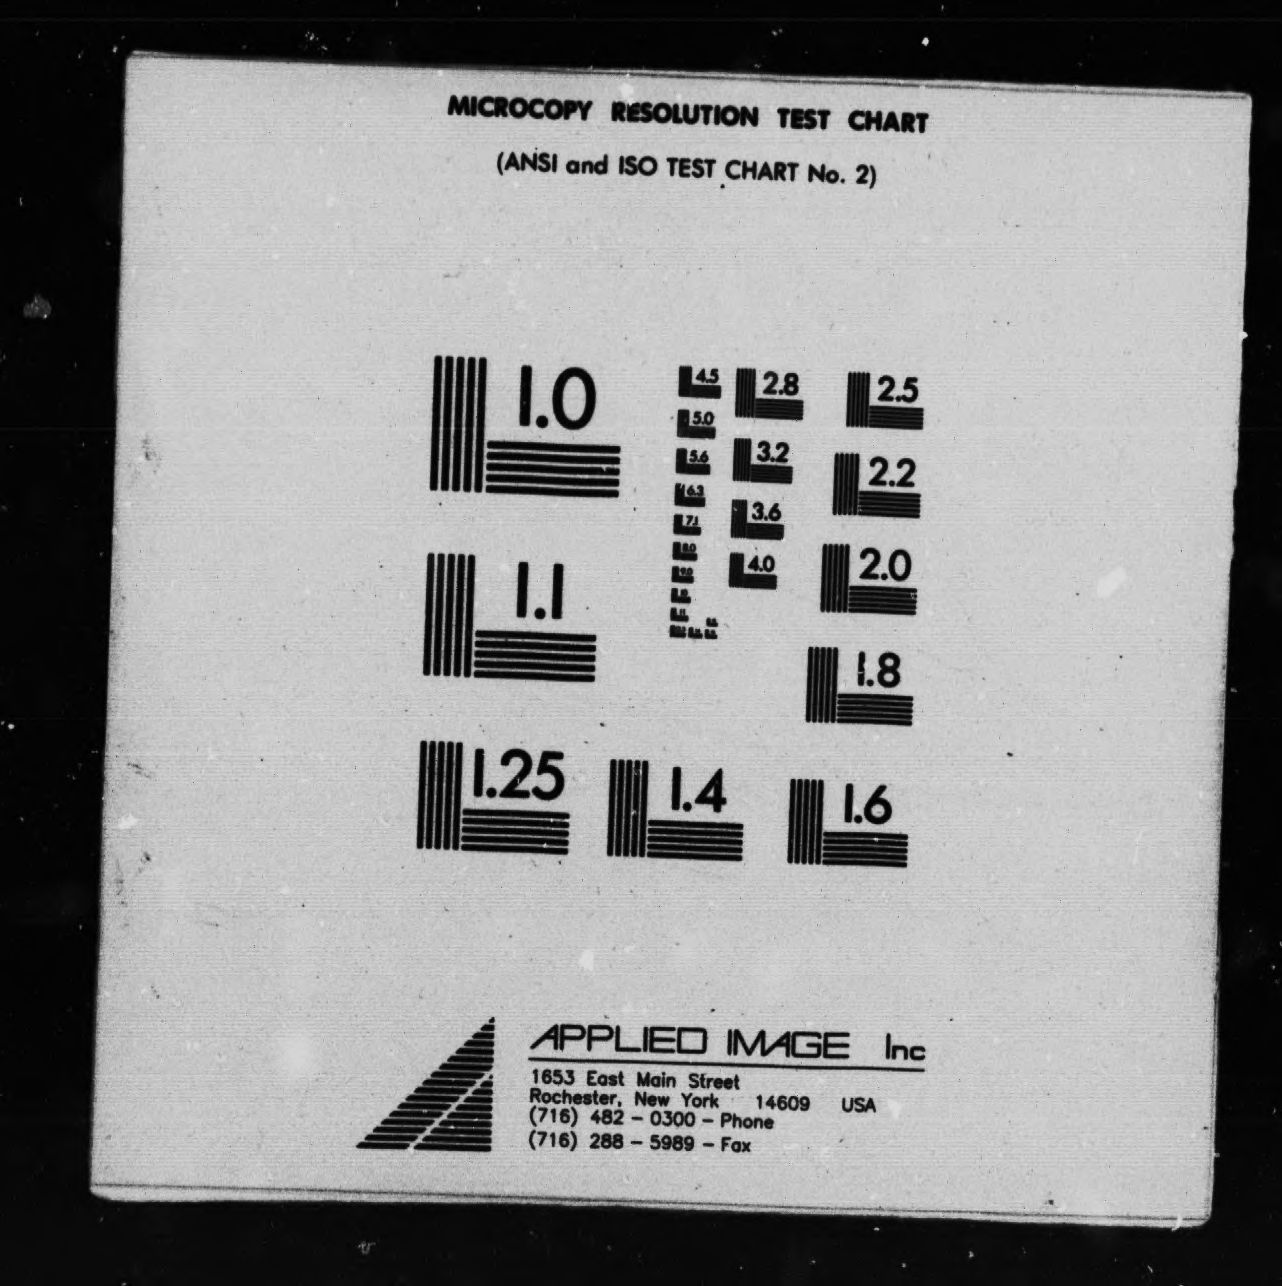 MICROCOPY RESOLUTION TEST CHART
(ANSI and ISO TEST CHART No. 2)
1.0
1.1
1.25
1.4
1.6
1.8
2.0
2.2
2.5
2.8
3.2
3.6
4.0
4.5
5.0
5.6
6.3
7.1
8.0
APPLIED IMAGE Inc
1653 East Main Street
Rochester, New York 14609 USA
(716) 482 - 0300 - Phone
(716) 288 - 5989 - Fax